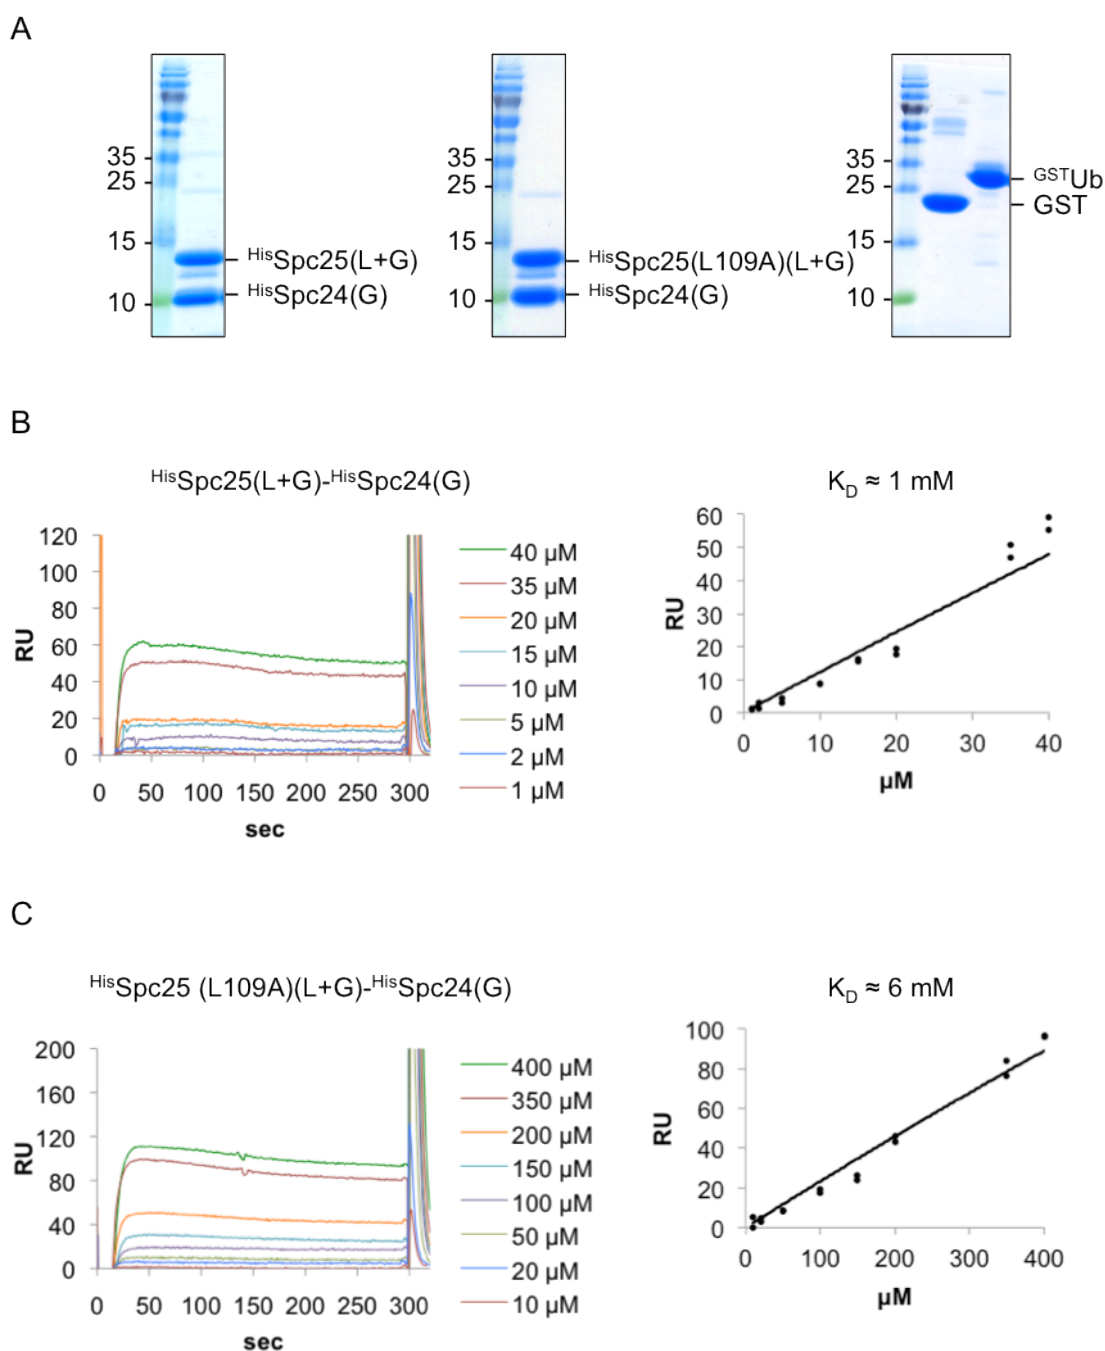 A
35
25
15
10
HisSpc25(L+G)
HisSpc24(G)
35
25
15
10
HisSpc25(L109A)(L+G)
HisSpc24(G)
35
25
15
10
GSTUb
GST
B
HisSpc25(L+G)-HisSpc24(G)
120
100
80
60
40
20
0
RU
0 50 100 150 200 250 300
sec
40 µM
35 µM
20 µM
15 µM
10 µM
5 µM
2 µM
1 µM
KD ≈ 1 mM
60
50
40
30
20
10
0
RU
0 10 20 30 40
µM
C
HisSpc25 (L109A)(L+G)-HisSpc24(G)
200
160
120
80
40
0
RU
0 50 100 150 200 250 300
sec
400 µM
350 µM
200 µM
150 µM
100 µM
50 µM
20 µM
10 µM
KD ≈ 6 mM
100
80
60
40
20
0
RU
0 100 200 300 400
µM